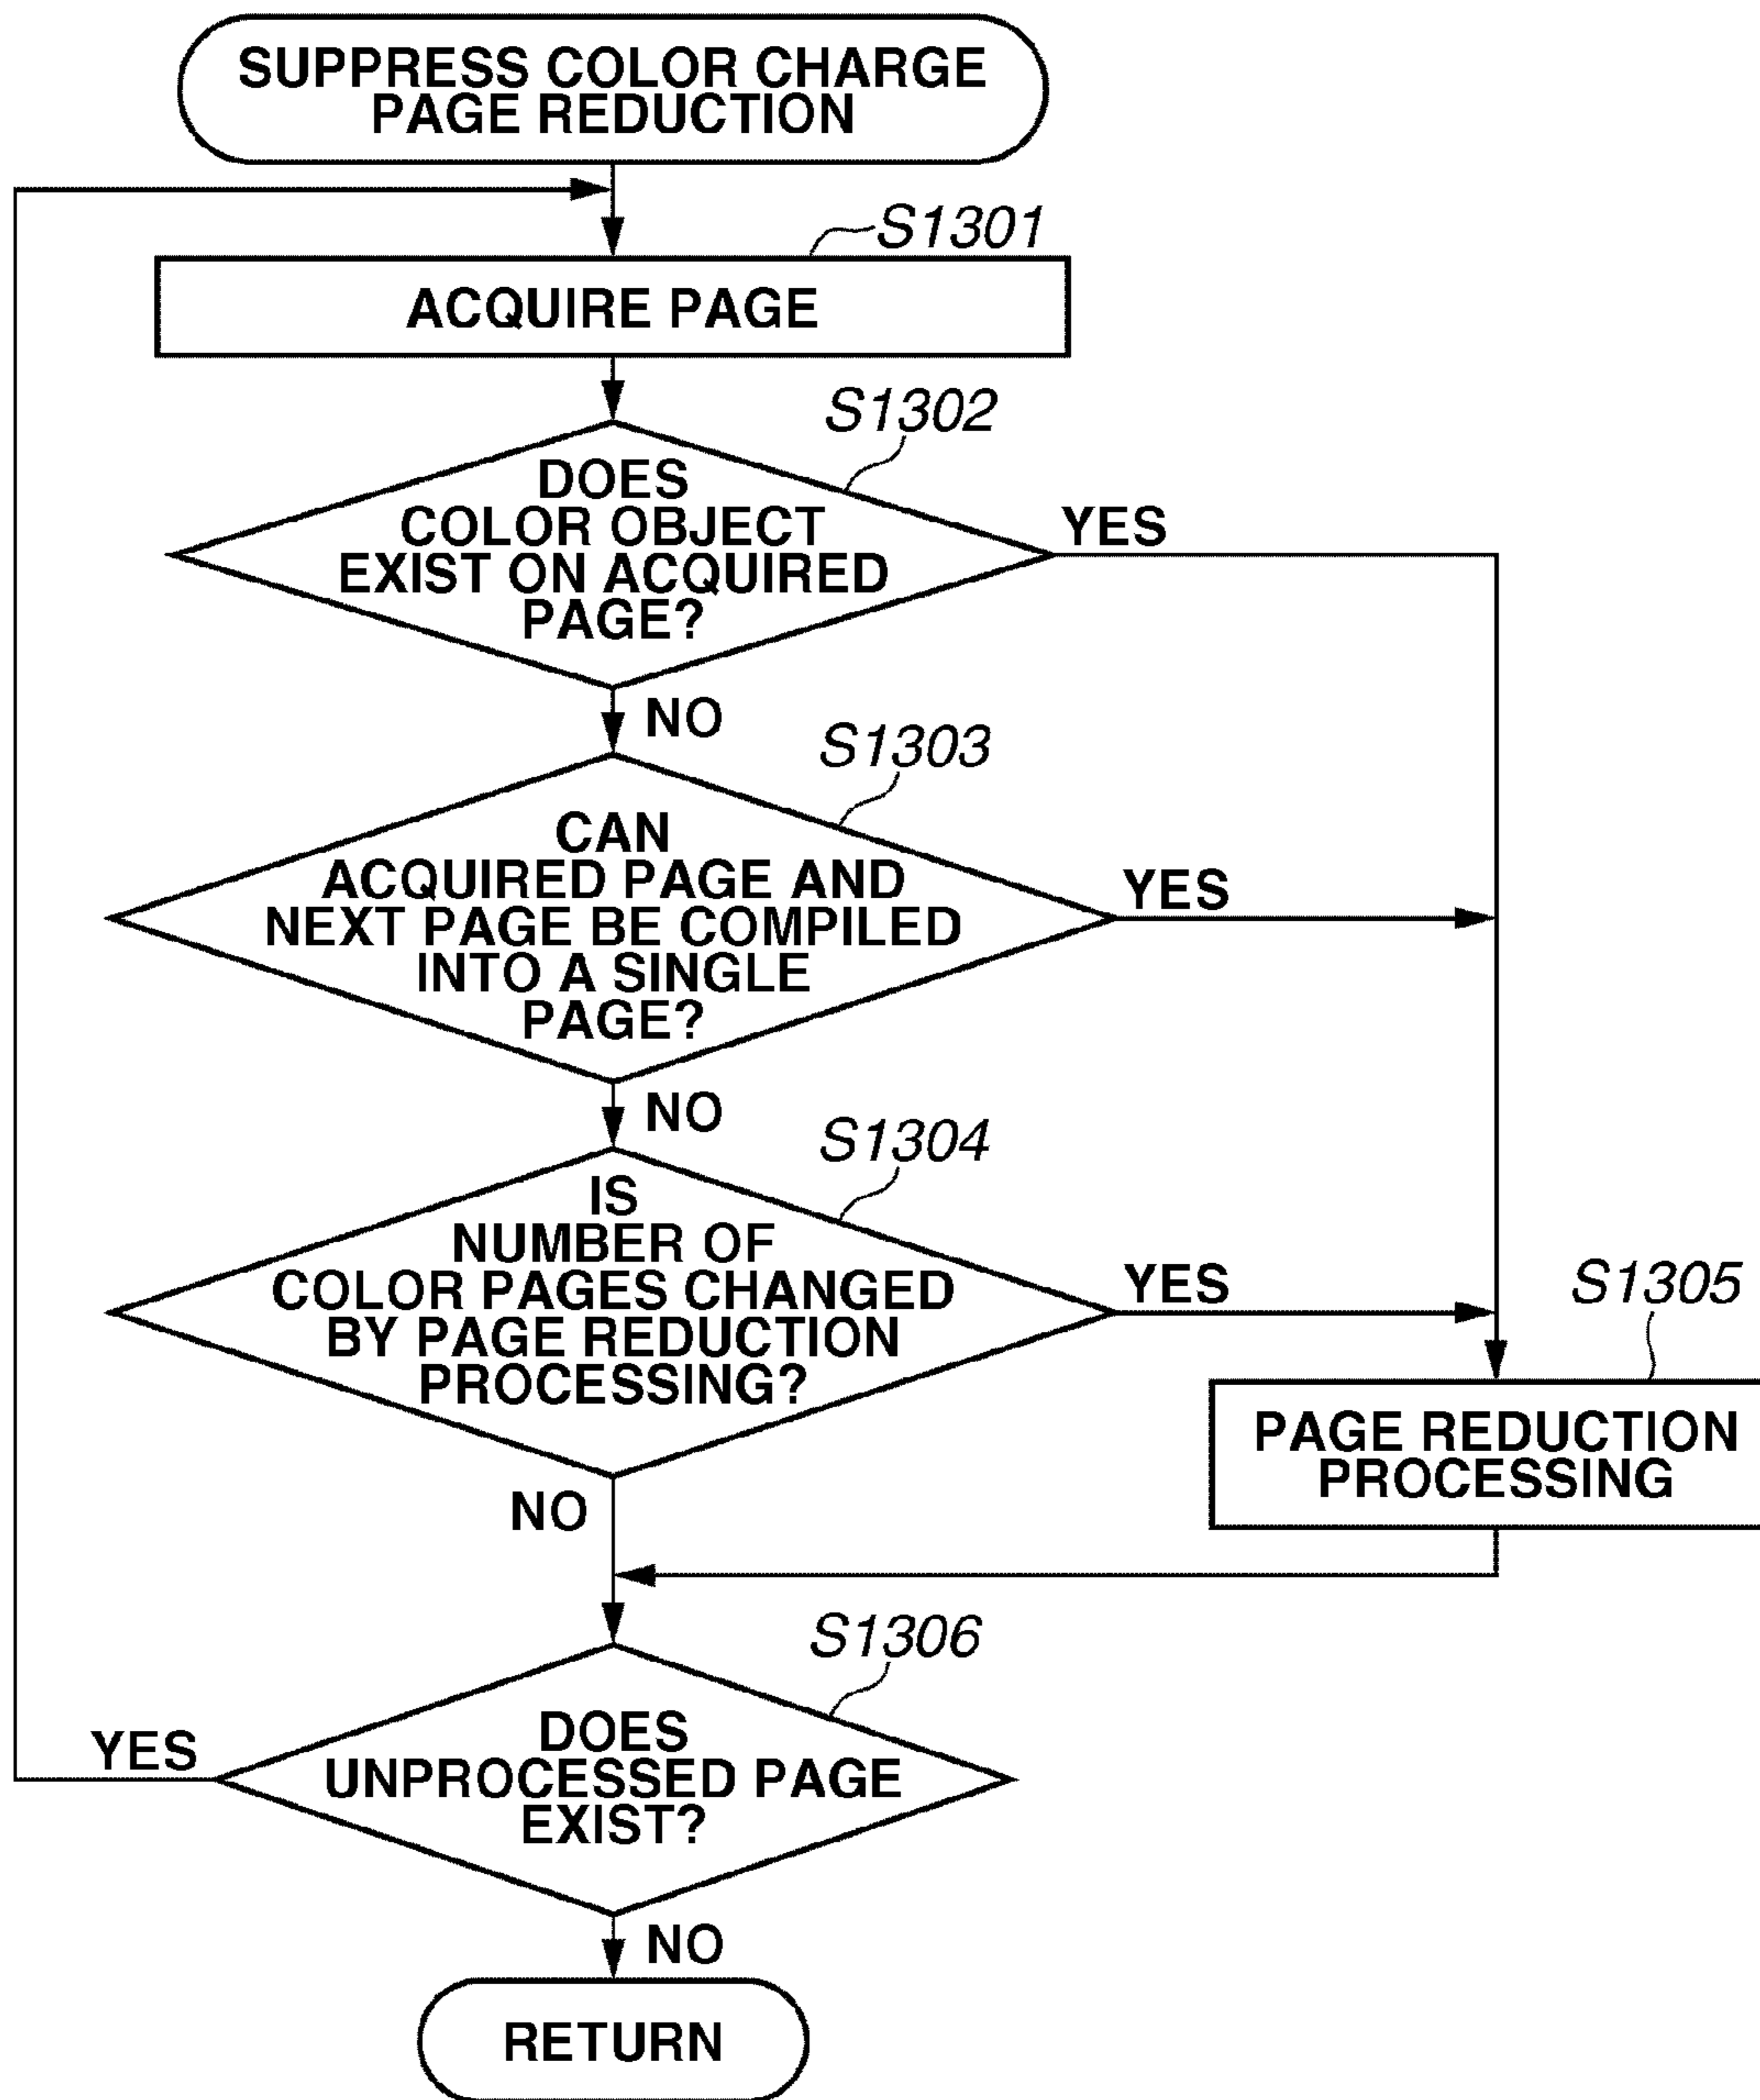 SUPPRESS COLOR CHARGE
PAGE REDUCTION
S1301
ACQUIRE PAGE
S1302
DOES
COLOR OBJECT
EXIST ON ACQUIRED
PAGE?
YES
NO
S1303
CAN
ACQUIRED PAGE AND
NEXT PAGE BE COMPILED
INTO A SINGLE
PAGE?
YES
NO
S1304
IS
NUMBER OF
COLOR PAGES CHANGED
BY PAGE REDUCTION
PROCESSING?
YES
NO
S1305
PAGE REDUCTION
PROCESSING
S1306
DOES
UNPROCESSED PAGE
EXIST?
YES
NO
RETURN